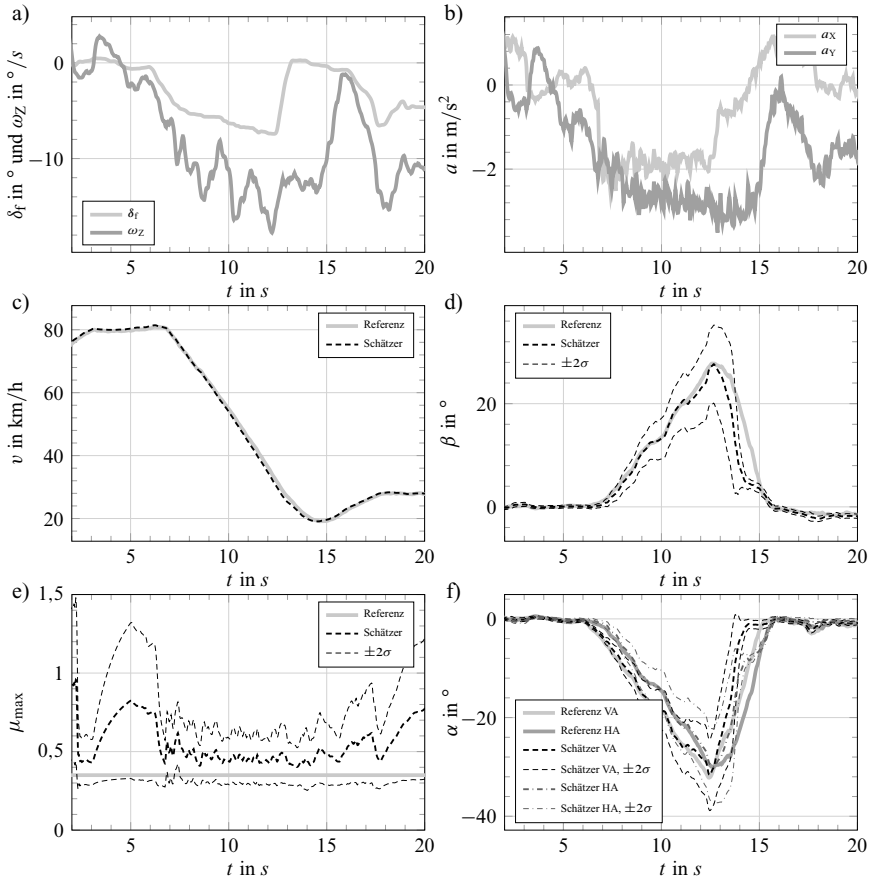 a)
δf in ° und ωZ in °/s
0
−10
δf
ωZ
5
10
15
20
t in s
b)
a in m/s²
0
−2
aX
aY
5
10
15
20
t in s
c)
v in km/h
80
60
40
20
Referenz
Schätzer
5
10
15
20
t in s
d)
β in °
20
0
Referenz
Schätzer
±2σ
5
10
15
20
t in s
e)
μmax
1,5
1
0,5
0
Referenz
Schätzer
±2σ
5
10
15
20
t in s
f)
α in °
0
−20
−40
Referenz VA
Referenz HA
Schätzer VA
Schätzer VA, ±2σ
Schätzer HA
Schätzer HA, ±2σ
5
10
15
20
t in s